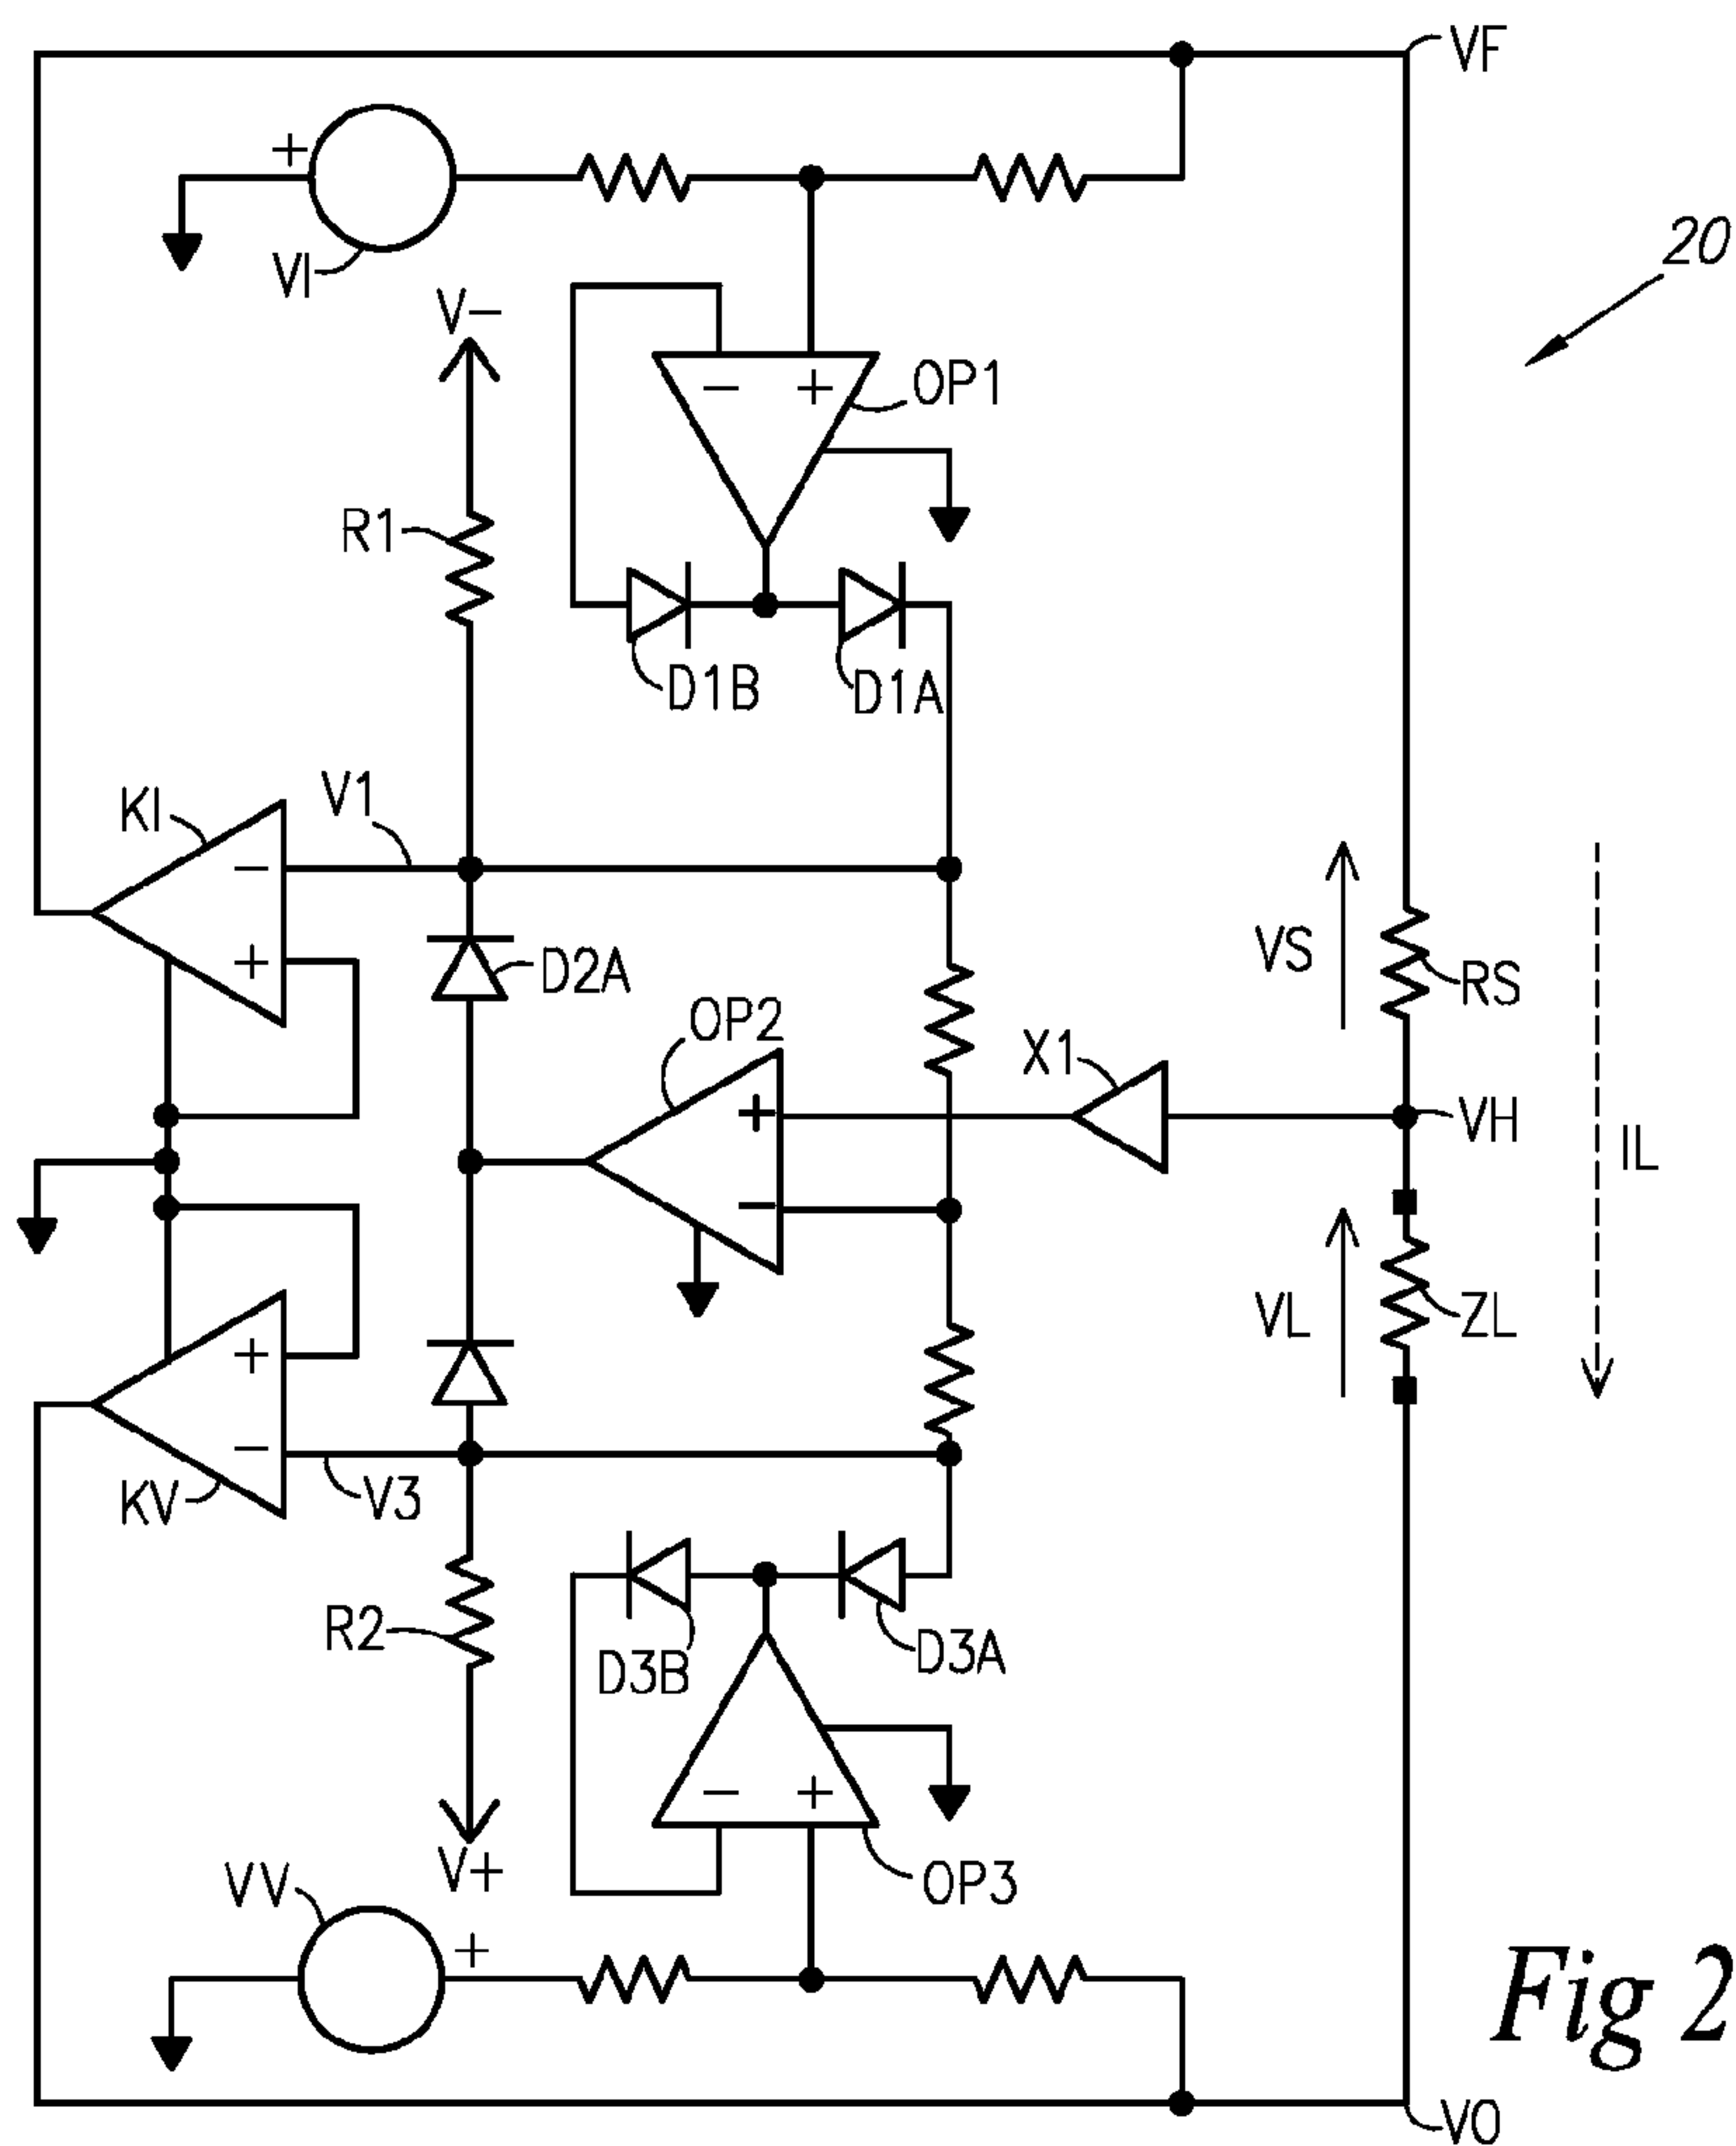 VF
+
VI
20
V−
− +
OP1
R1
D1B
D1A
V1
KI
−
+
D2A
VS
RS
OP2
X1
+
−
VH
IL
VL
ZL
+
−
KV
V3
R2
D3B
D3A
− +
OP3
V+
VV
+
Fig 2
VO